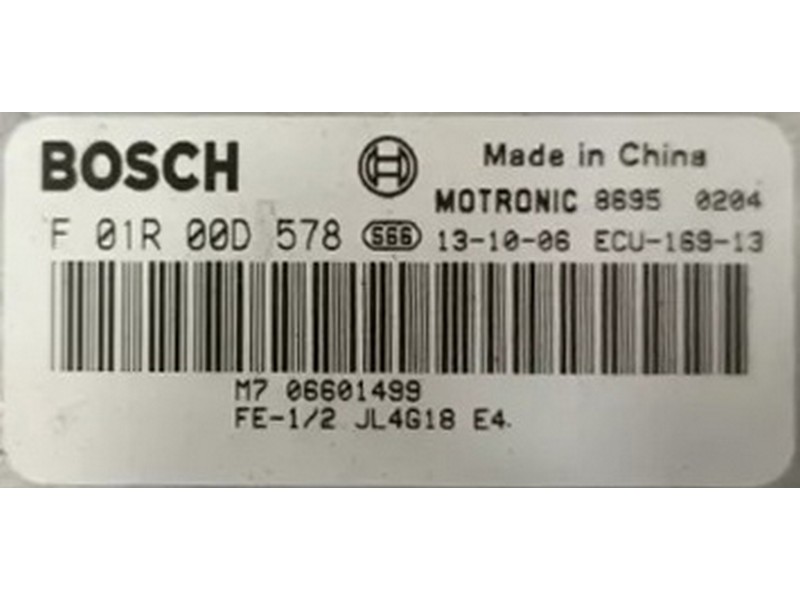 BOSCH
Made in China
MOTRONIC 8695 0204
F 01R 00D 578 S66 13-10-06 ECU-169-13
M7 06601499
FE-1/2 JL4G18 E4.